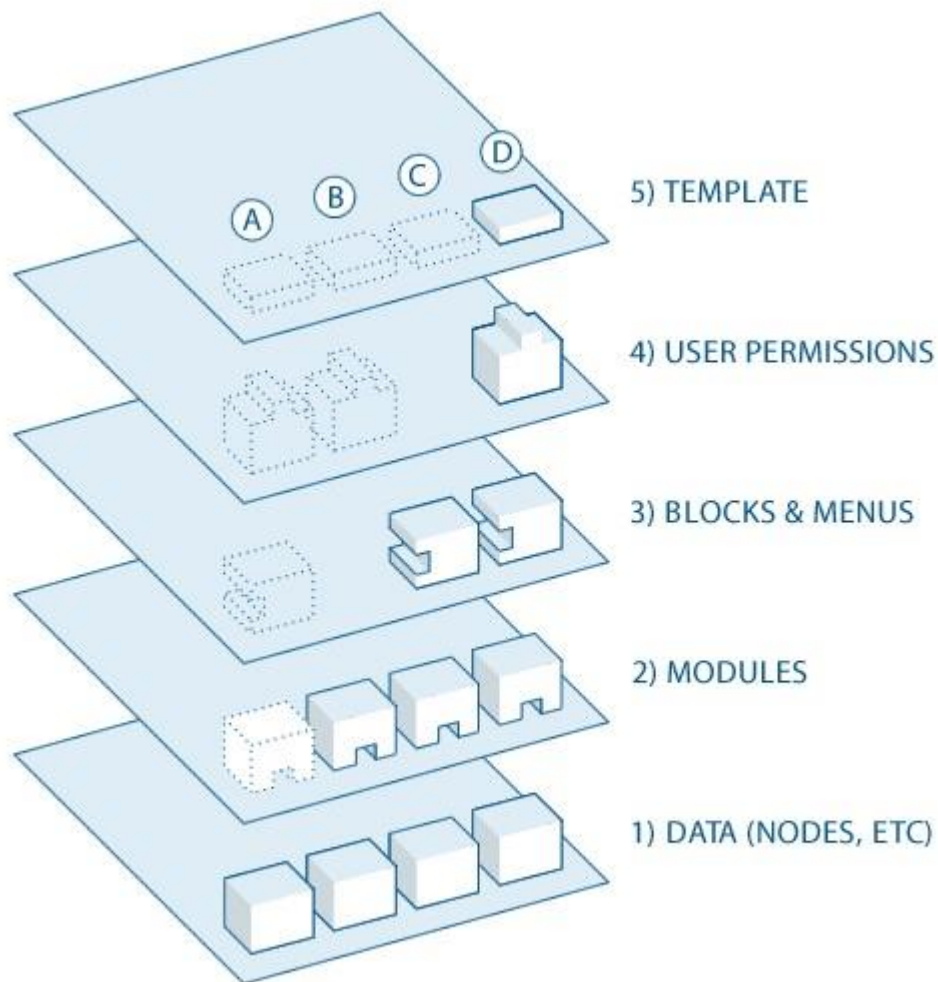 A
B
C
D
5) TEMPLATE
4) USER PERMISSIONS
3) BLOCKS & MENUS
2) MODULES
1) DATA (NODES, ETC)